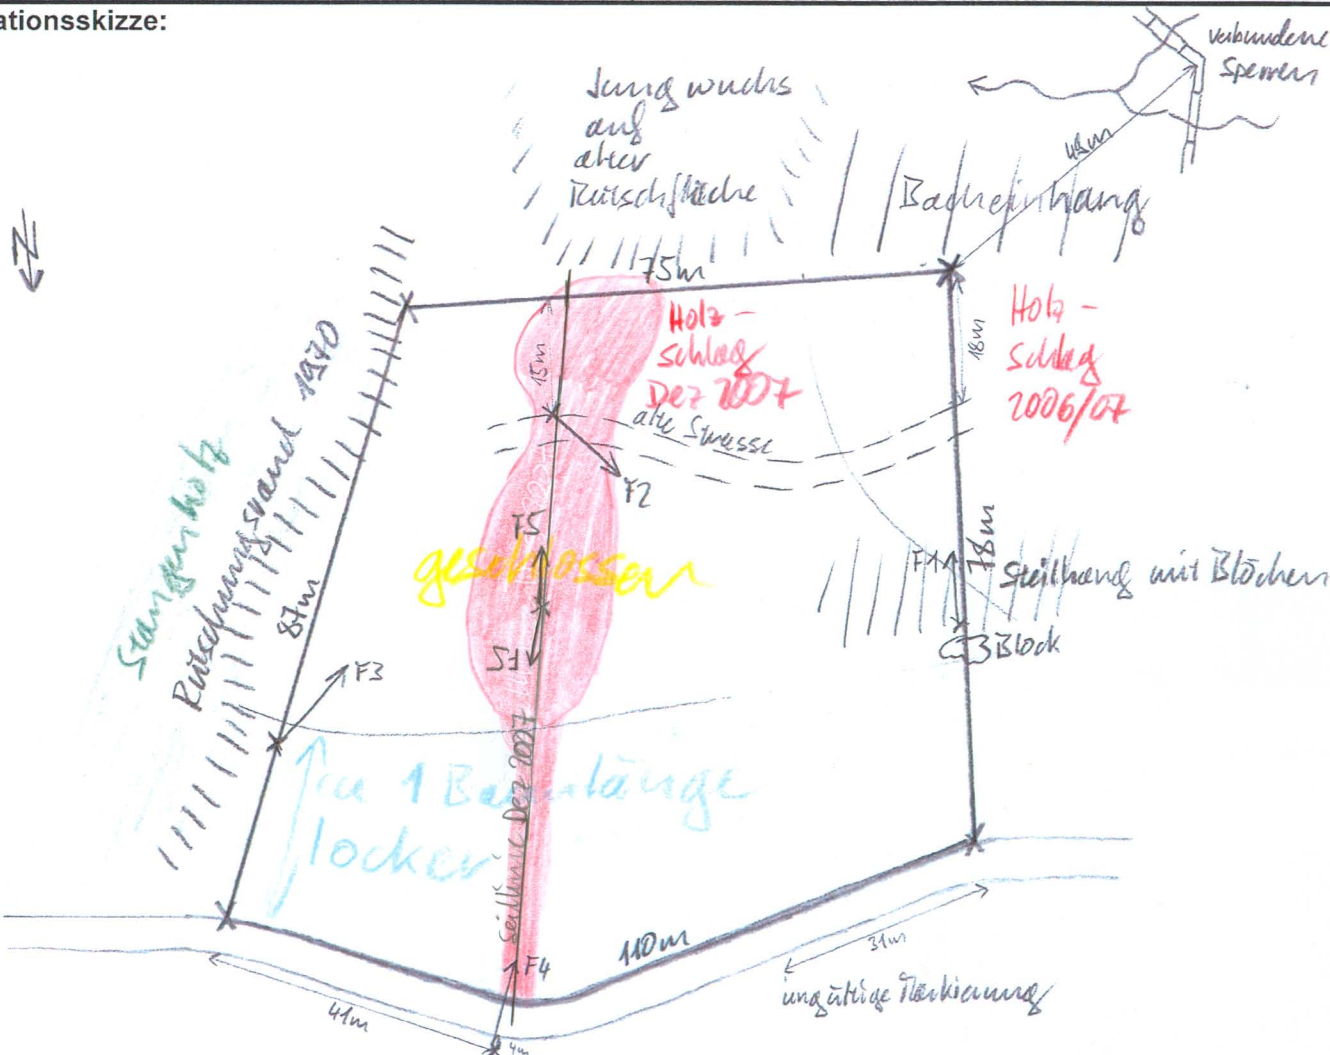 ationsskizze:
verbundene
Sperren
Jungwuchs
auf
alter
Rutschfläche
49m
Bacheinhang
N
75m
Holz-
schlag
Dez 2007
Holz-
schlag
2006/07
15m
18m
alte Strasse
F2
Stangenholz
Rutschungsrand 1970
87m
F5
geschlossen
F5
F1
78m
Steilhang mit Blöcken
Block
F3
ca 1 Baumlänge
locker
Seillinie Dez 2007
110m
F4
41m
4m
31m
ungültige Markierung